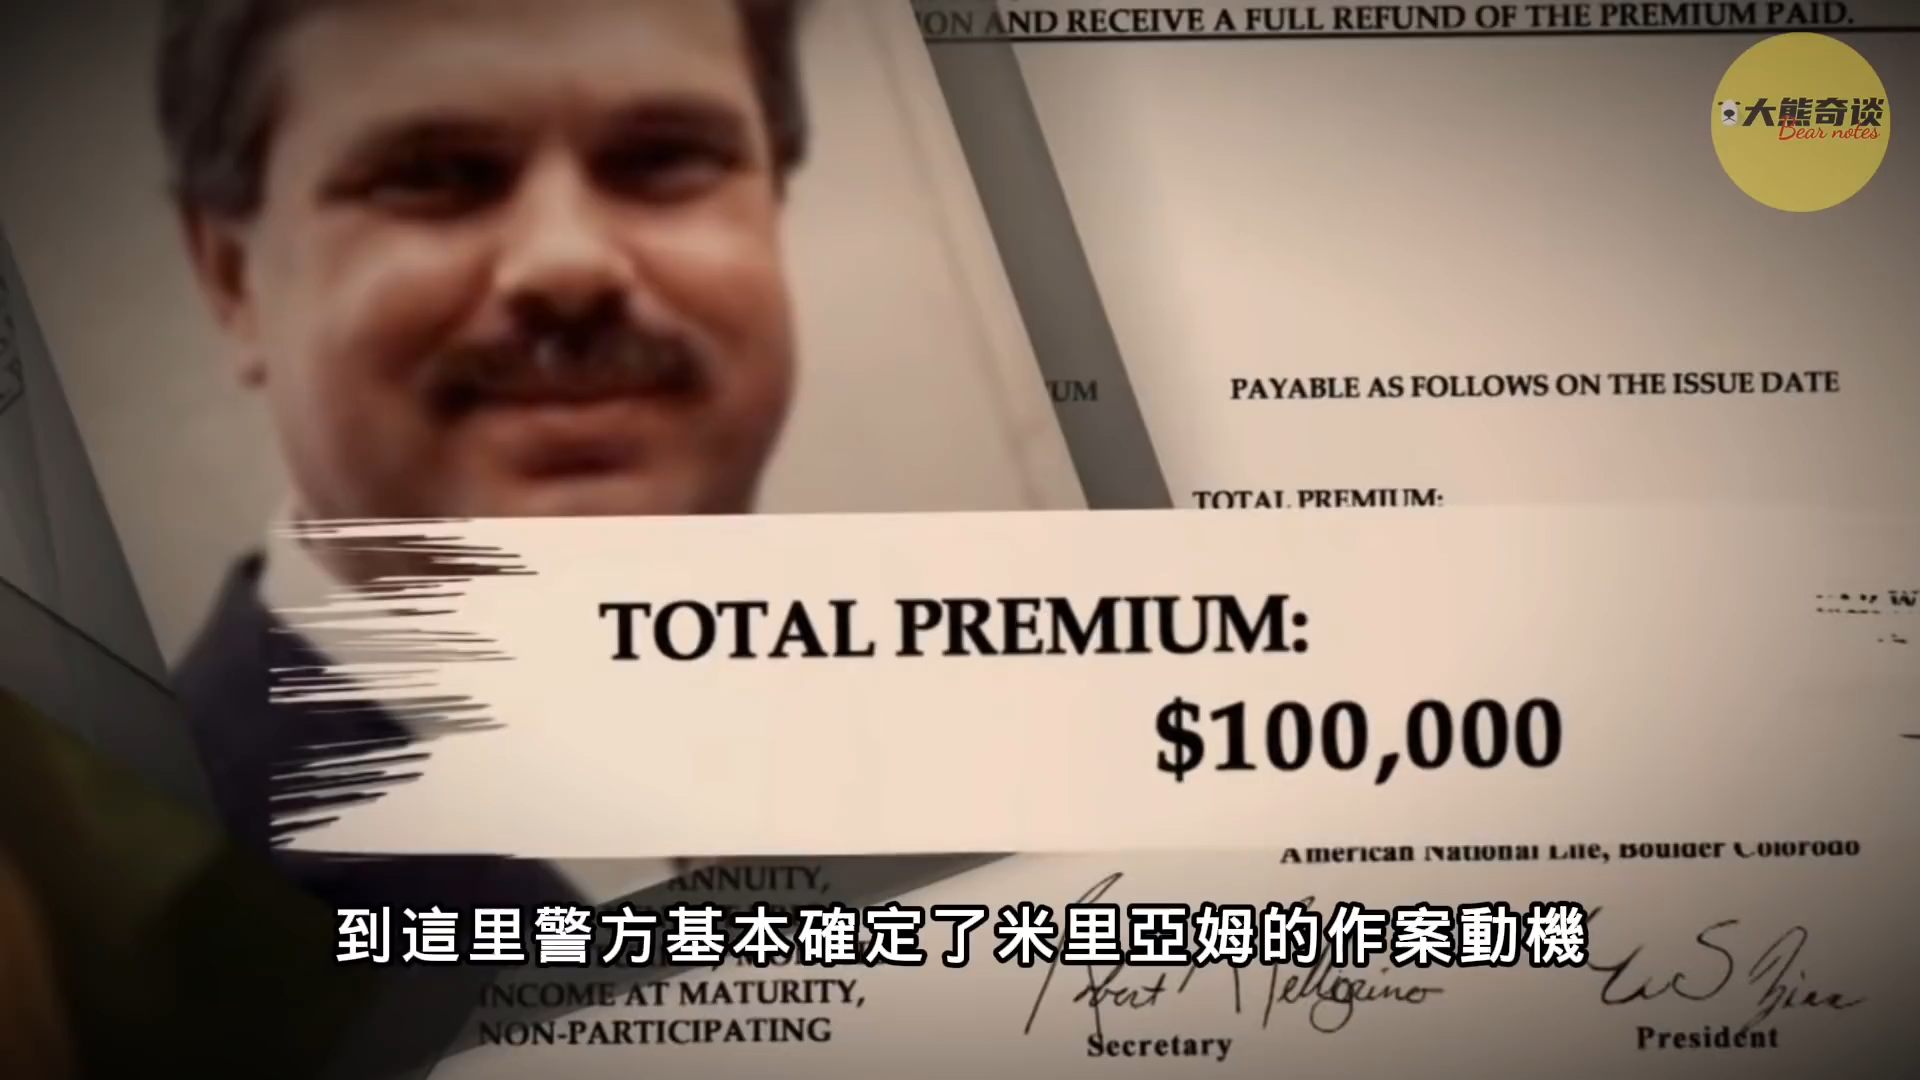 ON AND RECEIVE A FULL REFUND OF THE PREMIUM PAID.
大熊奇谈
Bear notes
UM
PAYABLE AS FOLLOWS ON THE ISSUE DATE
TOTAL PREMIUM:
TOTAL PREMIUM:
$100,000
American National Life, Boulder Colorodo
ANNUITY,
到這里警方基本確定了米里亞姆的作案動機
INCOME AT MATURITY,
NON-PARTICIPATING
Secretary
President